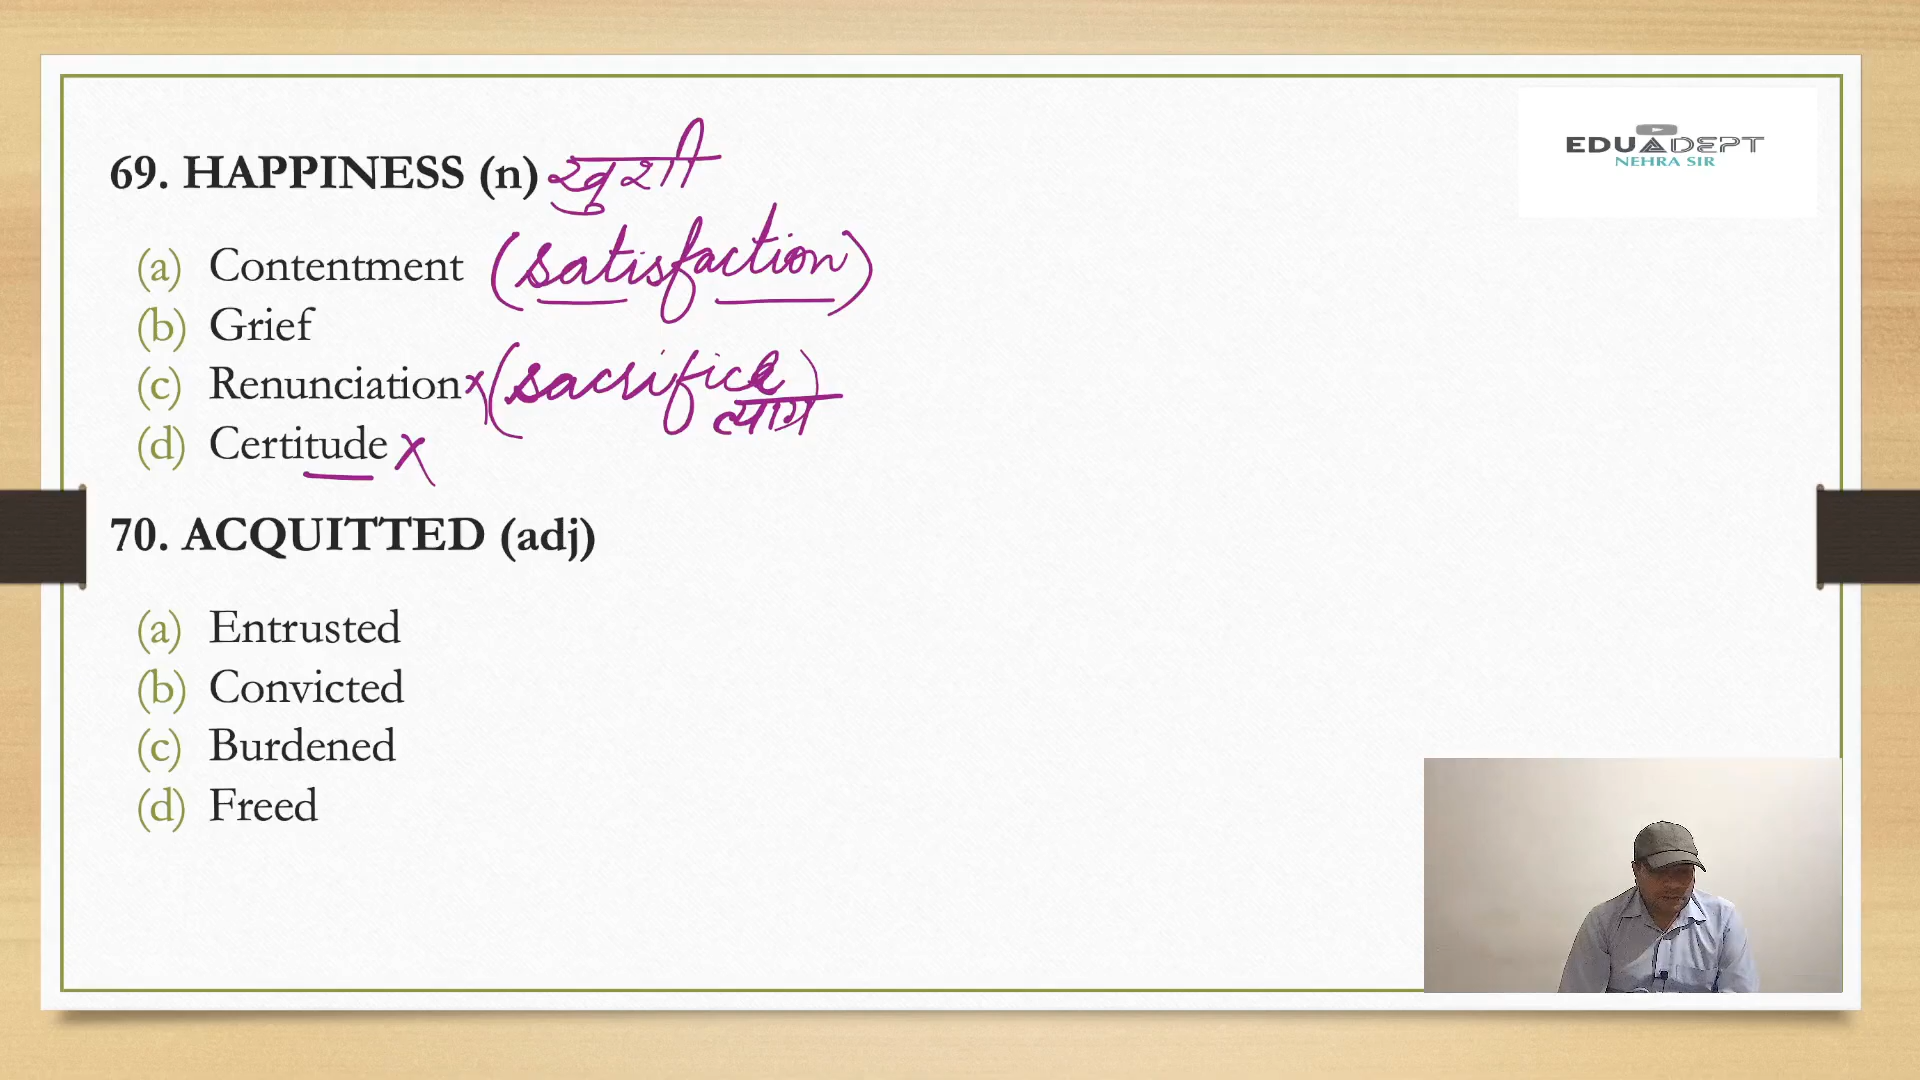 EDUADEPT
NEHRA SIR
69. HAPPINESS (n) खुशी
(a) Contentment (satisfaction)
(b) Grief
(c) Renunciation x (sacrifice)
त्याग
(d) Certitude x
70. ACQUITTED (adj)
(a) Entrusted
(b) Convicted
(c) Burdened
(d) Freed